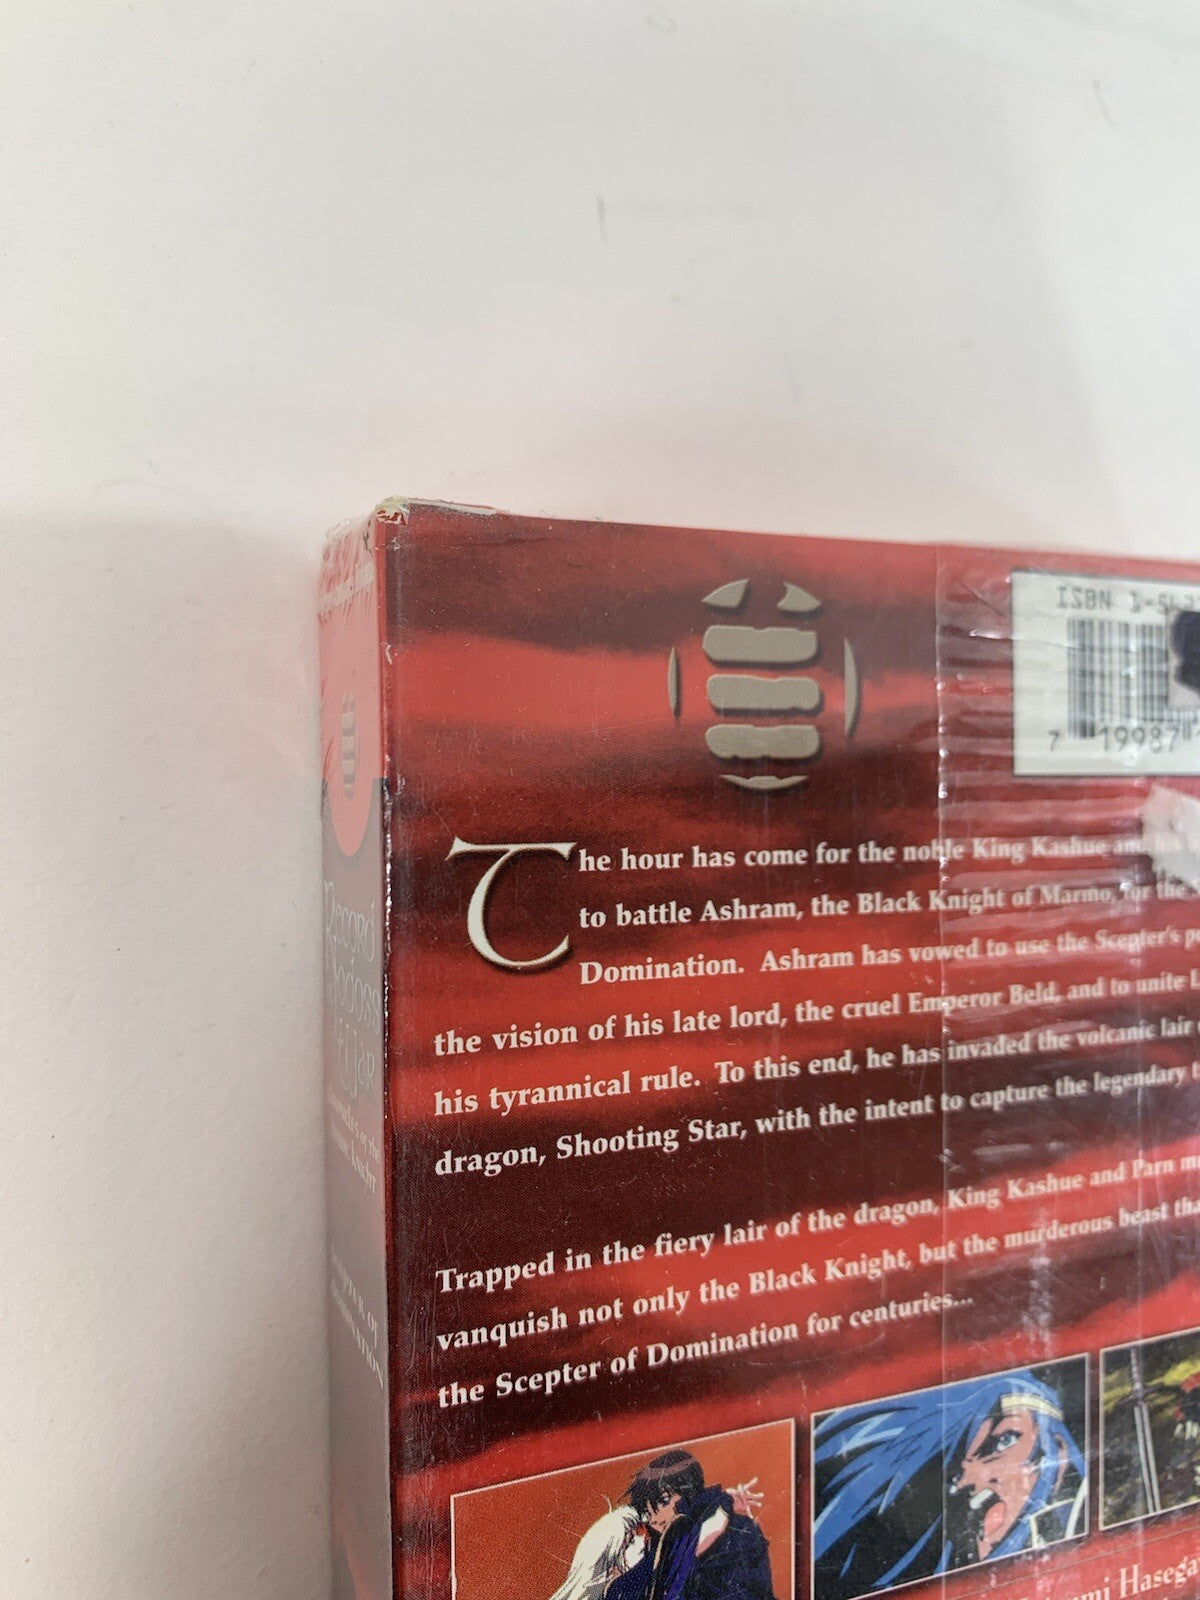 ISBN 1-
7 19987
The hour has come for the noble King Kashue and his
to battle Ashram, the Black Knight of Marmo, for the
Domination. Ashram has vowed to use the Scepter's
the vision of his late lord, the cruel Emperor Beld, and to unite
his tyrannical rule. To this end, he has invaded the volcanic lair
dragon, Shooting Star, with the intent to capture the legendary
Trapped in the fiery lair of the dragon, King Kashue and Parn
vanquish not only the Black Knight, but the murderous beast
the Scepter of Domination for centuries...
Record
Lodoss
War